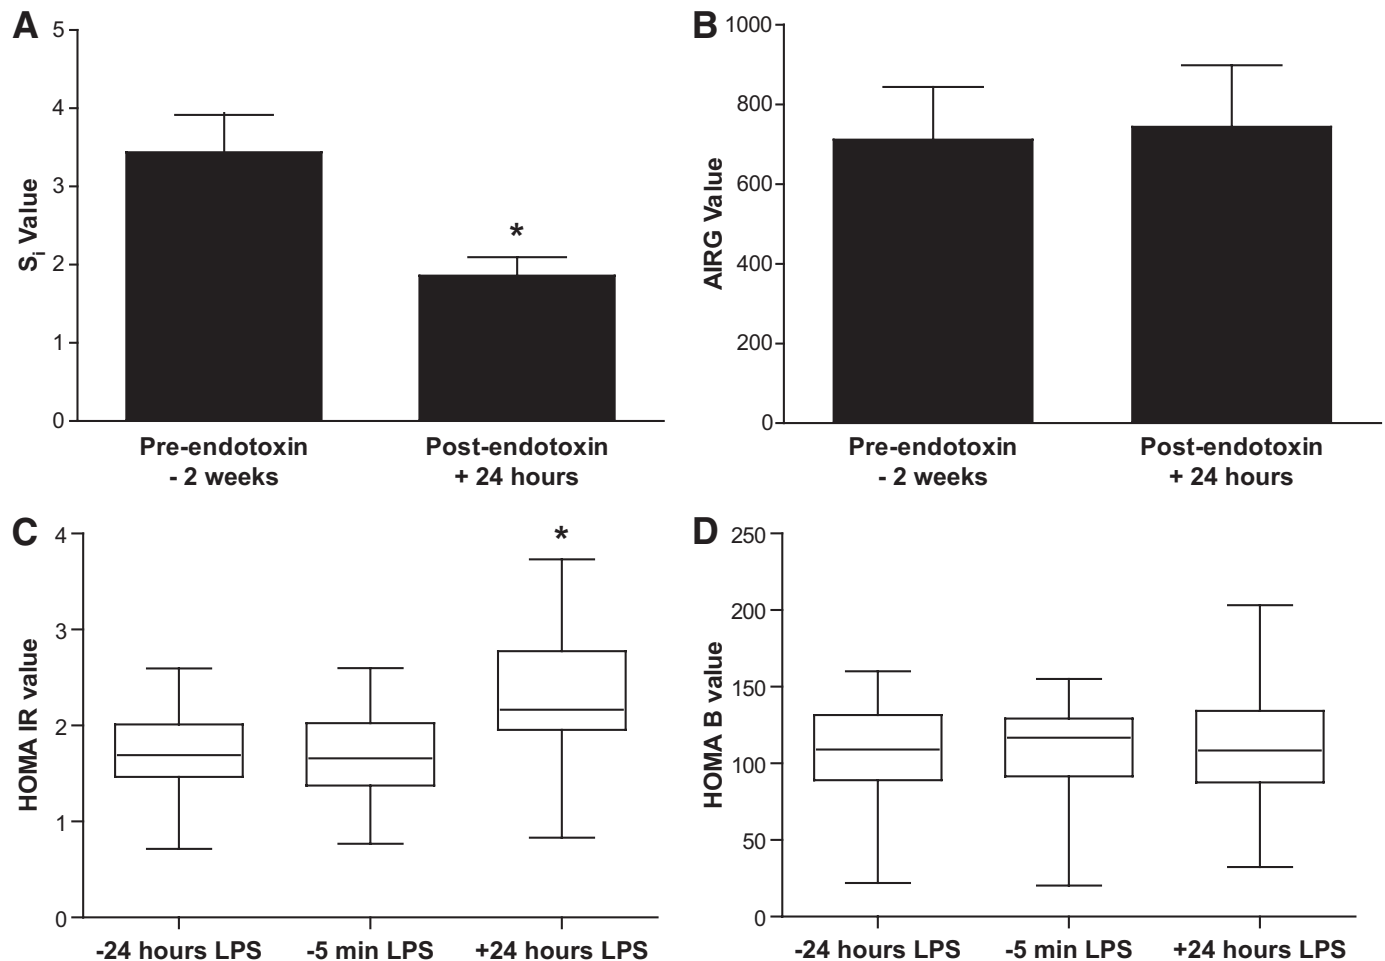 A
5
4
3
2
1
0
Si Value
*
Pre-endotoxin
- 2 weeks
Post-endotoxin
+ 24 hours
B
1000
800
600
400
200
0
AIRG Value
Pre-endotoxin
- 2 weeks
Post-endotoxin
+ 24 hours
C
4
3
2
1
0
HOMA IR value
*
-24 hours LPS
-5 min LPS
+24 hours LPS
D
250
200
150
100
50
0
HOMA B value
-24 hours LPS
-5 min LPS
+24 hours LPS